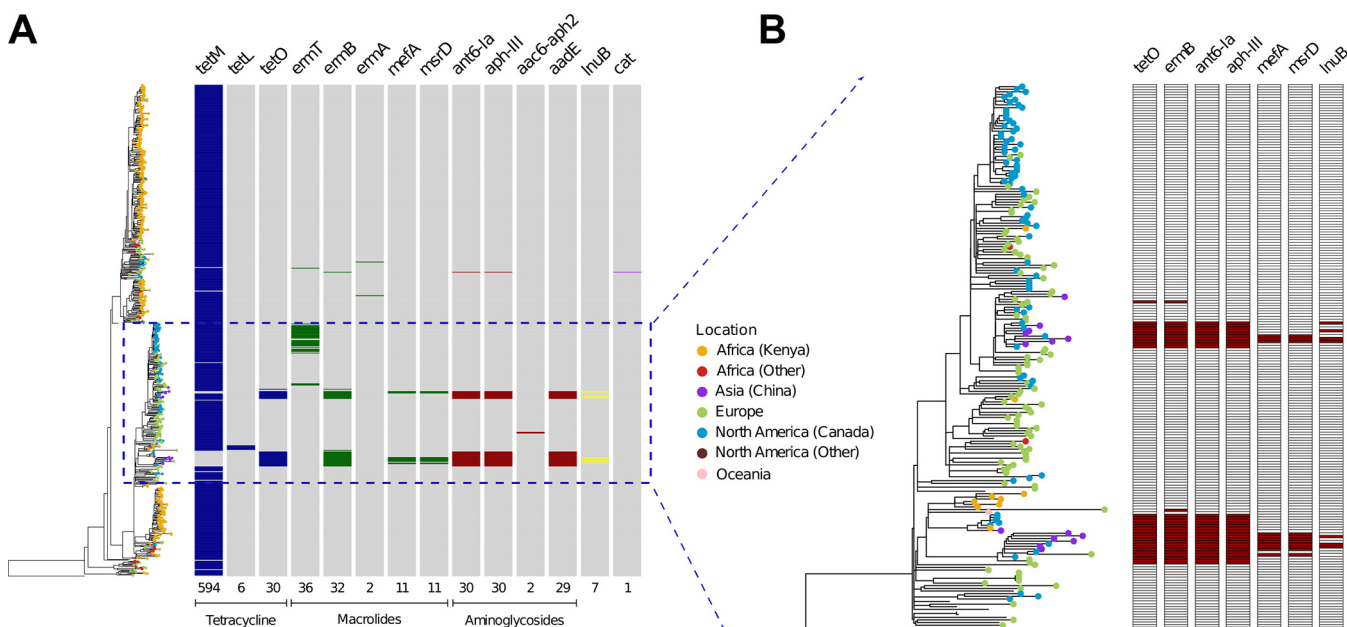 A
tetM tetL tetO ermT ermB ermA mefA msrD ant6-Ia aph-III aac6-aph2 aadE lnuB cat
594 6 30 36 32 2 11 11 30 30 2 29 7 1
Tetracycline Macrolides Aminoglycosides
Location
Africa (Kenya)
Africa (Other)
Asia (China)
Europe
North America (Canada)
North America (Other)
Oceania
B
tetO ermB ant6-Ia aph-III mefA msrD lnuB